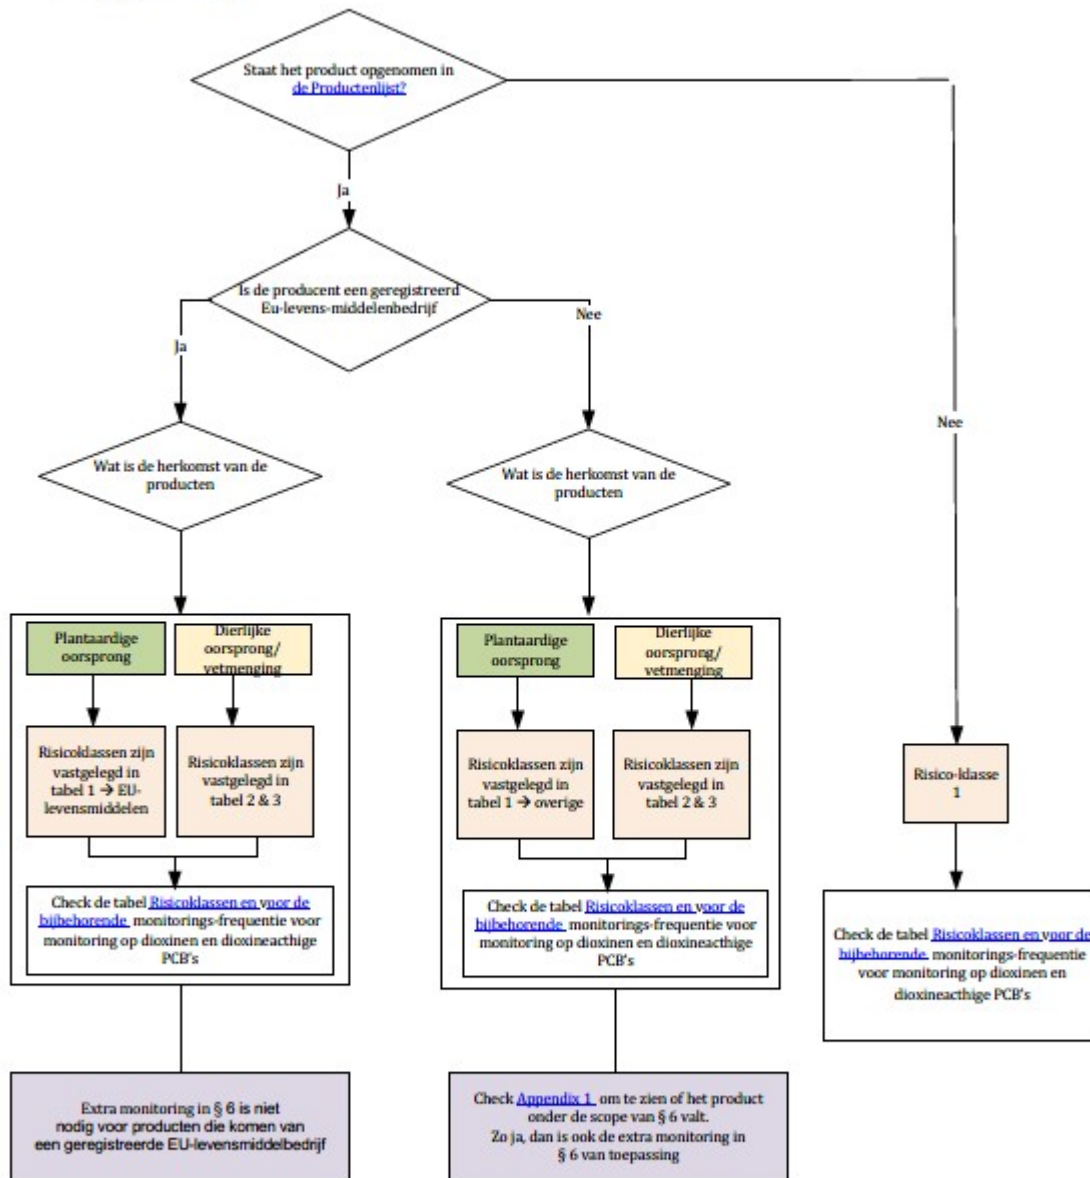 Staat het product opgenomen in
de Productenlijst?
Ja
Is de producent een geregistreerd
Eu-levens-middelenbedrijf
Ja
Nee
Nee
Wat is de herkomst van de
producten
Wat is de herkomst van de
producten
Plantaardige
oorsprong
Dierlijke
oorsprong/
vetmenging
Risicoklassen zijn
vastgelegd in
tabel 1 → EU-
levensmiddelen
Risicoklassen zijn
vastgelegd in
tabel 2 & 3
Check de tabel Risicoklassen en voor de
bijbehorende monitorings-frequentie voor
monitoring op dioxinen en dioxineacthige
PCB's
Extra monitoring in § 6 is niet
nodig voor producten die komen van
een geregistreerde EU-levensmiddelbedrijf
Plantaardige
oorsprong
Dierlijke
oorsprong/
vetmenging
Risicoklassen zijn
vastgelegd in
tabel 1 → overige
Risicoklassen zijn
vastgelegd in
tabel 2 & 3
Check de tabel Risicoklassen en voor de
bijbehorende monitorings-frequentie voor
monitoring op dioxinen en dioxineacthige
PCB's
Check Appendix 1 om te zien of het product
onder de scope van § 6 valt.
Zo ja, dan is ook de extra monitoring in
§ 6 van toepassing
Risico-klasse
1
Check de tabel Risicoklassen en voor de
bijbehorende monitorings-frequentie
voor monitoring op dioxinen en
dioxineacthige PCB's